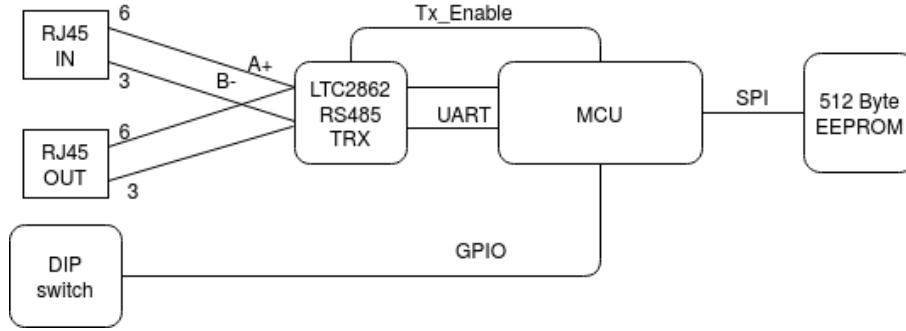 Tx_Enable
6
RJ45
IN
3
A+
B-
LTC2862
RS485
TRX
UART
MCU
SPI
512 Byte
EEPROM
6
RJ45
OUT
3
GPIO
DIP
switch